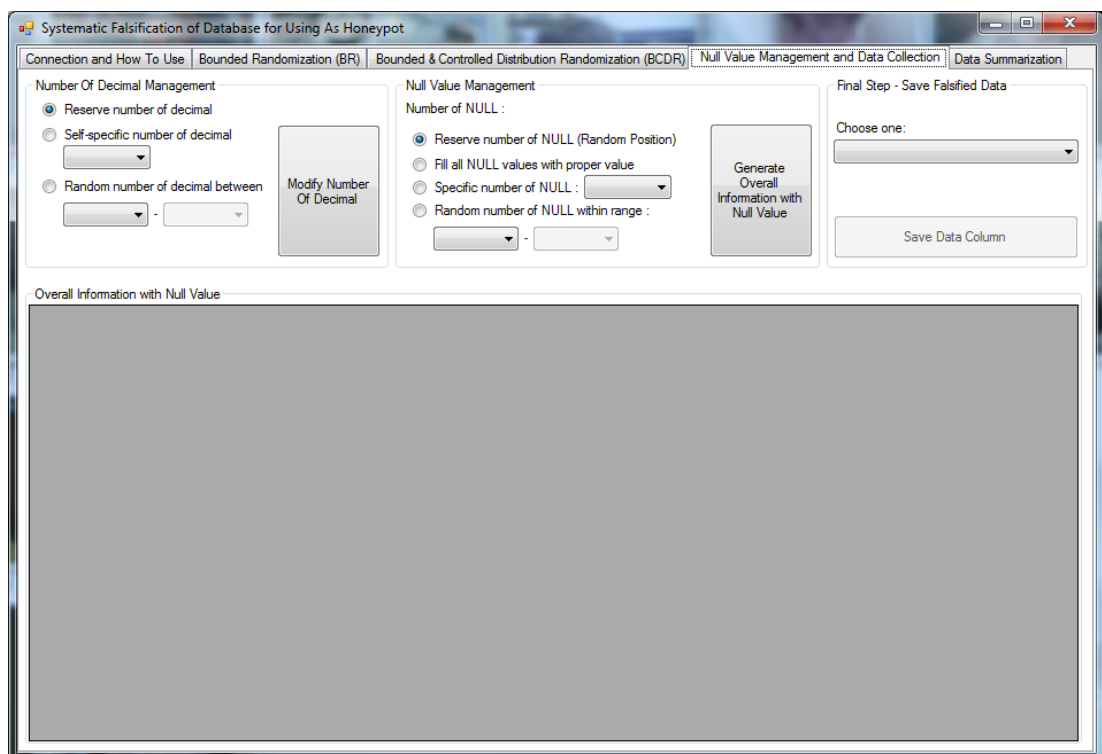 Systematic Falsification of Database for Using As Honeypot
Connection and How To Use
Bounded Randomization (BR)
Bounded & Controlled Distribution Randomization (BCDR)
Null Value Management and Data Collection
Data Summarization
Number Of Decimal Management
Reserve number of decimal
Self-specific number of decimal
Random number of decimal between
-
Modify Number
Of Decimal
Null Value Management
Number of NULL :
Reserve number of NULL (Random Position)
Fill all NULL values with proper value
Specific number of NULL :
Random number of NULL within range :
-
Generate
Overall
Information with
Null Value
Final Step - Save Falsified Data
Choose one:
Save Data Column
Overall Information with Null Value